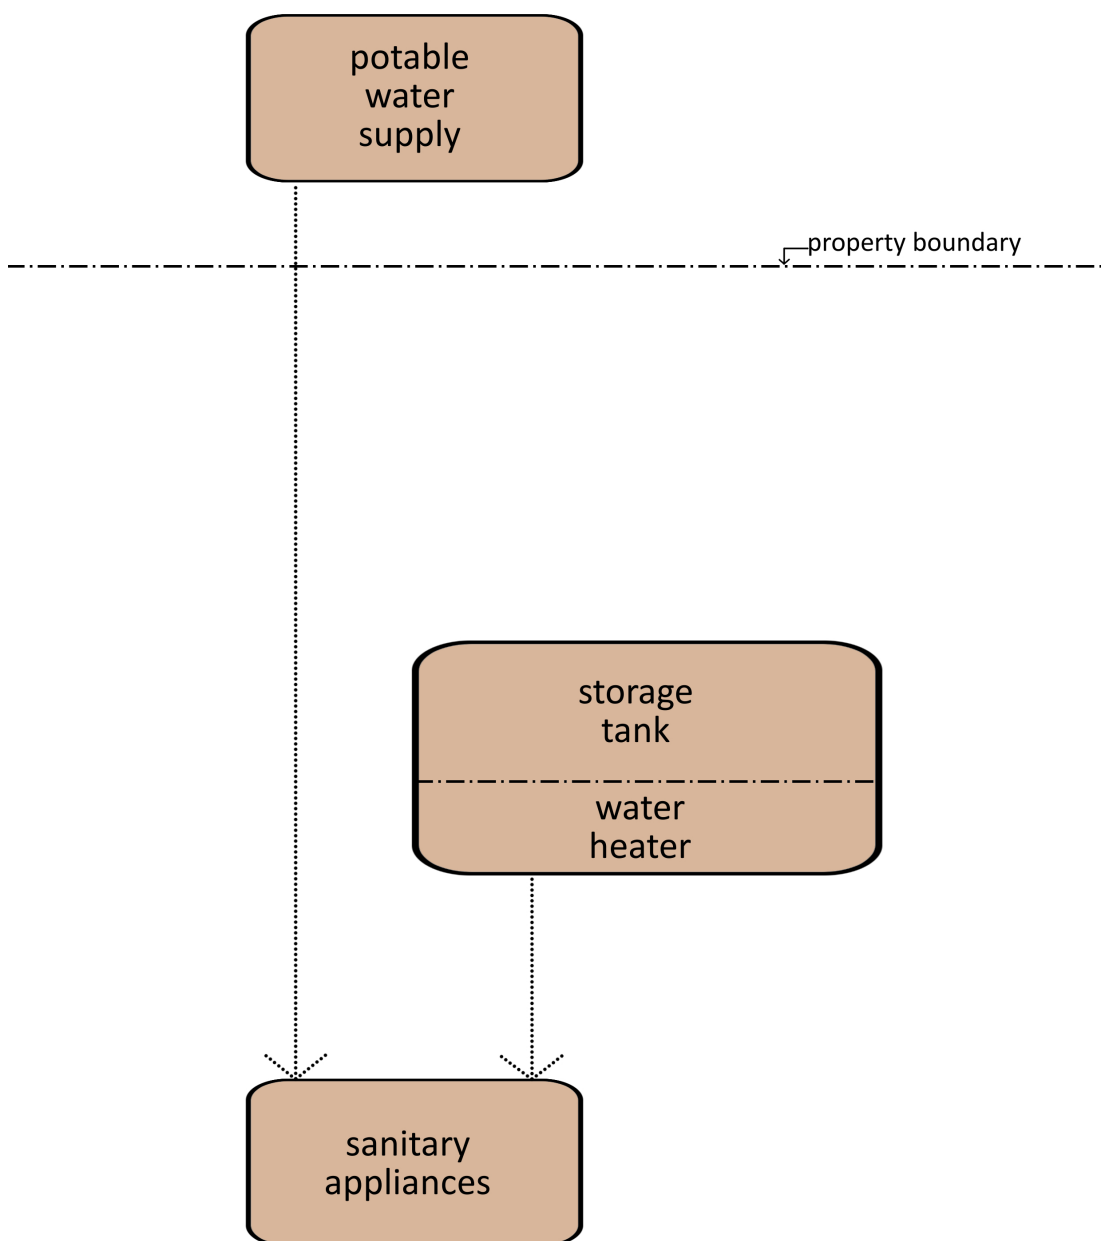 potable
water
supply
property boundary
storage
tank
water
heater
sanitary
appliances